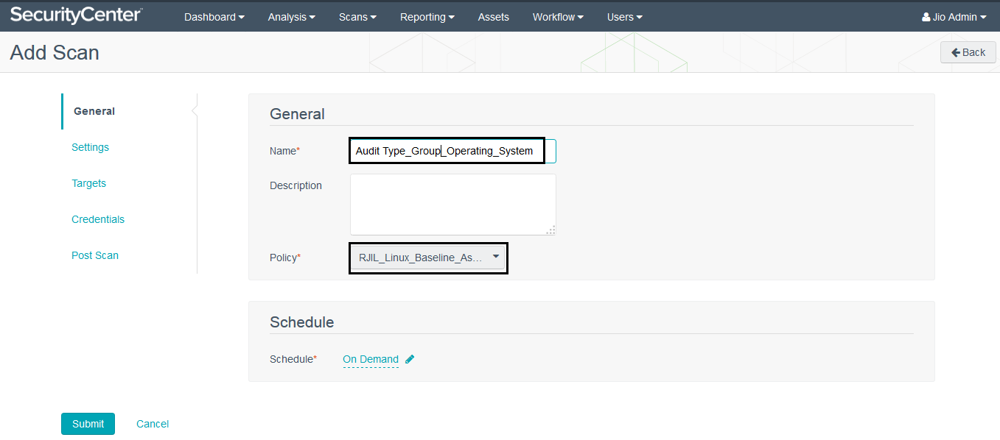 SecurityCenter™ Dashboard Analysis Scans Reporting Assets Workflow Users Jio Admin
Add Scan Back
General
Settings
Targets
Credentials
Post Scan
General
Name* Audit Type_Group_Operating_System
Description
Policy* RJIL_Linux_Baseline_As...
Schedule
Schedule* On Demand
Submit Cancel